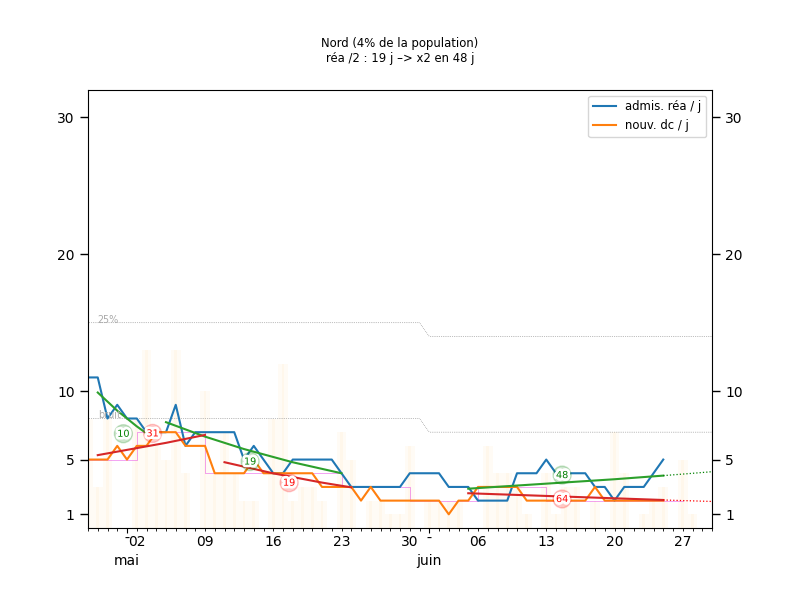 Nord (4% de la population)
réa /2 : 19 j –> x2 en 48 j
admis. réa / j
nouv. dc / j
30 30
20 20
25%
10 10
10 31
19
5 5
19
48
64
1 1
02 09 16 23 30 06 13 20 27
mai juin